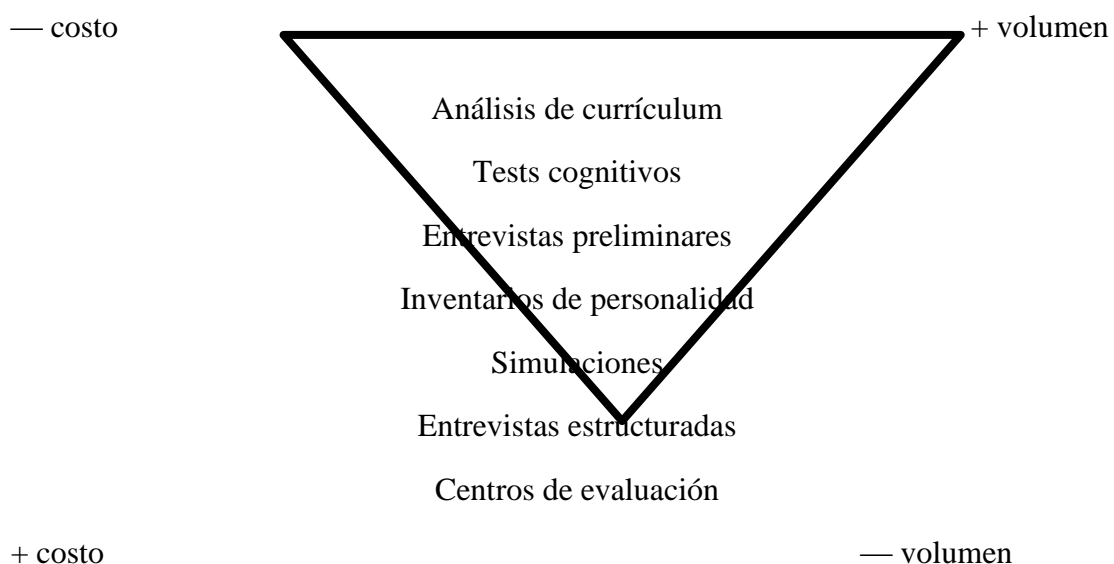 — costo + volumen
Análisis de currículum
Tests cognitivos
Entrevistas preliminares
Inventarios de personalidad
Simulaciones
Entrevistas estructuradas
Centros de evaluación
+ costo — volumen